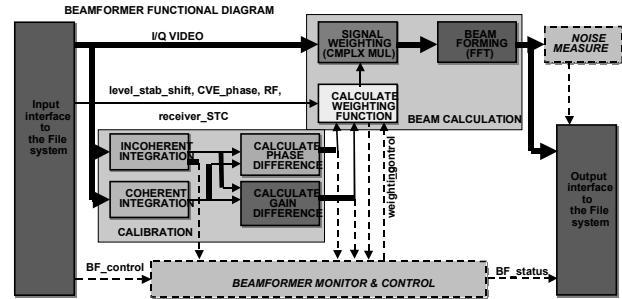 BEAMFORMER FUNCTIONAL DIAGRAM
I/Q VIDEO
SIGNAL
WEIGHTING
(CMPLX MUL)
BEAM
FORMING
(FFT)
NOISE
MEASURE
level_stab_shift, CVE_phase, RF,
receiver_STC
CALCULATE
WEIGHTING
FUNCTION
BEAM CALCULATION
Input
interface
to
the File
system
INCOHERENT
INTEGRATION
CALCULATE
PHASE
DIFFERENCE
COHERENT
INTEGRATION
CALCULATE
GAIN
DIFFERENCE
CALIBRATION
weightingcontrol
Output
interface
to
the File
system
BF_control
BEAMFORMER MONITOR & CONTROL
BF_status